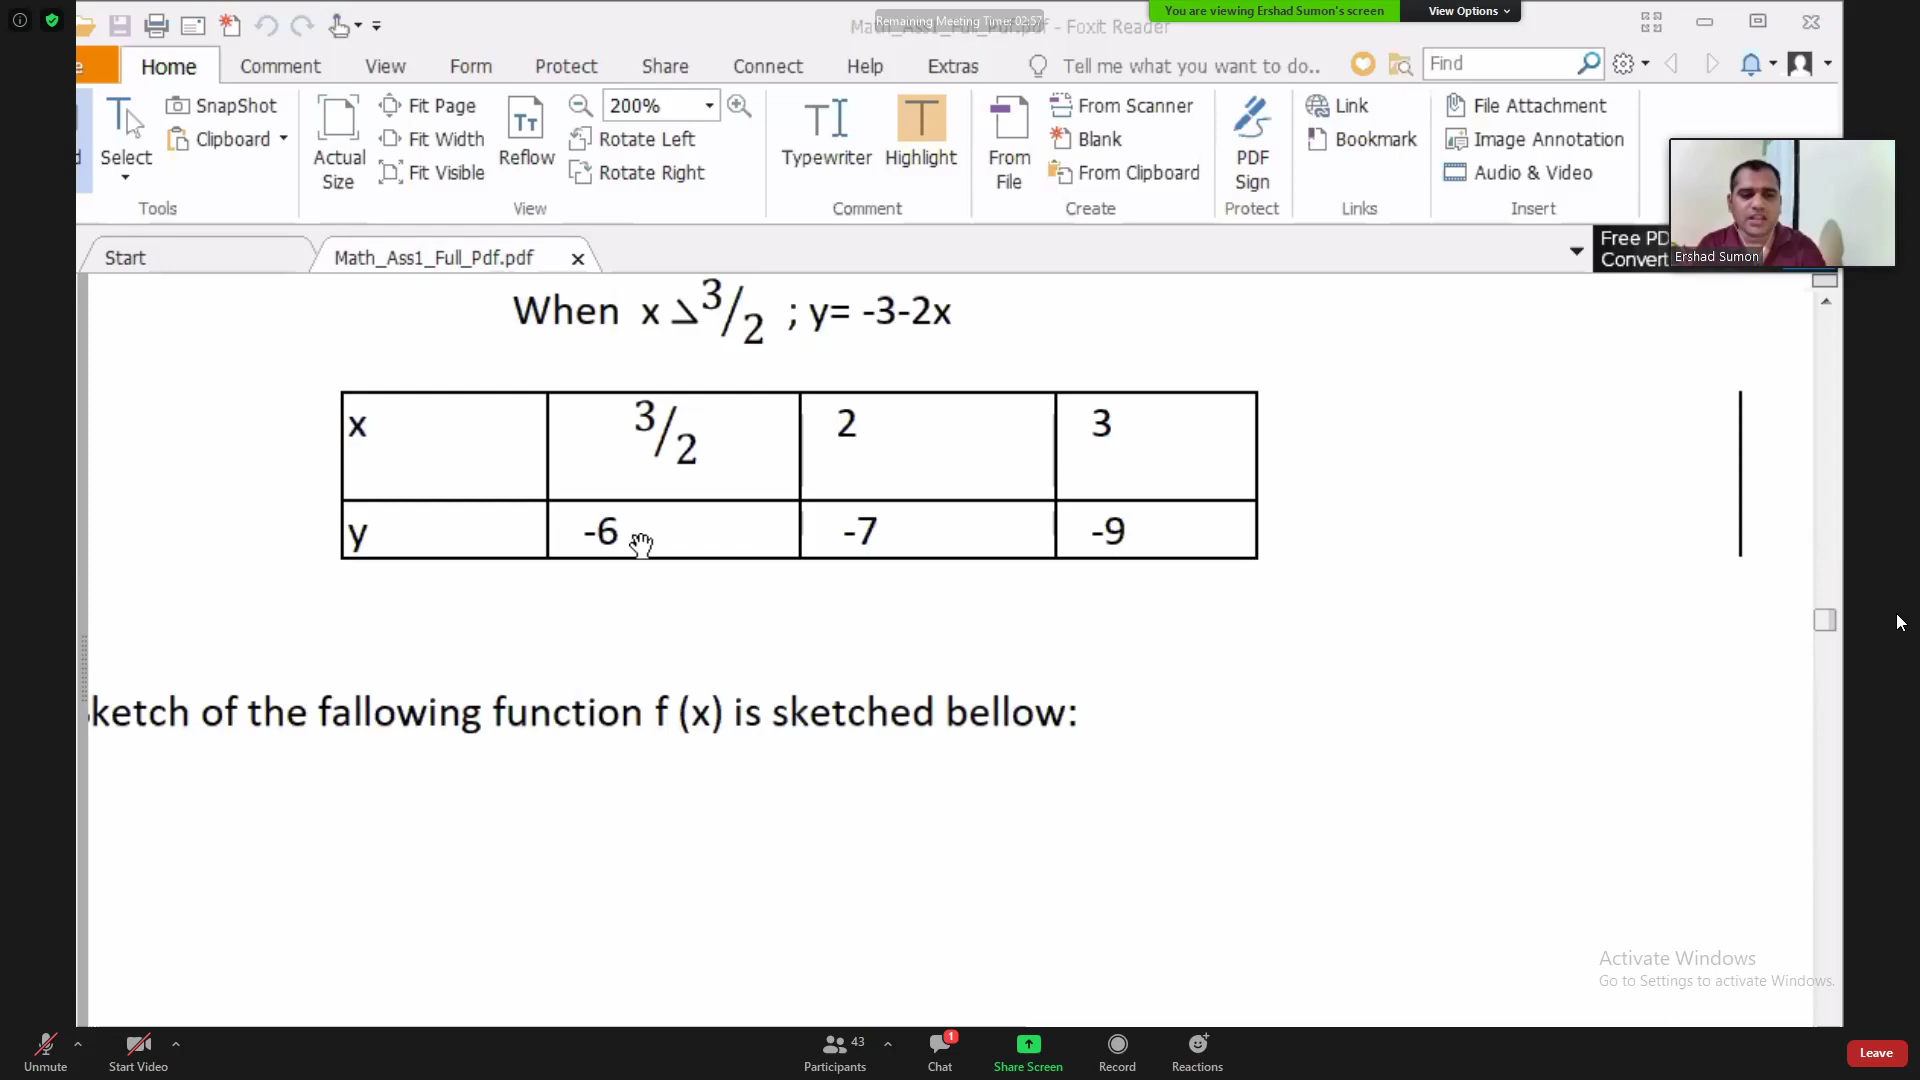 Remaining Meeting Time: 02:57
You are viewing Ershad Sumon's screen
View Options
- Foxit Reader
Home Comment View Form Protect Share Connect Help Extras Tell me what you want to do.. Find
Select
SnapShot
Clipboard
Tools
Actual Size
Fit Page
Fit Width
Fit Visible
Reflow
200%
Rotate Left
Rotate Right
View
Typewriter
Highlight
Comment
From File
From Scanner
Blank
From Clipboard
Create
PDF Sign
Protect
Link
Bookmark
Links
File Attachment
Image Annotation
Audio & Video
Insert
Ershad Sumon
Start
Math_Ass1_Full_Pdf.pdf
Free PD
Convert
When x ⦣ 3/2 ; y= -3-2x
x 3/2 2 3
y -6 -7 -9
ketch of the fallowing function f (x) is sketched bellow:
Activate Windows
Go to Settings to activate Windows.
Unmute
Start Video
43
Participants
1
Chat
Share Screen
Record
Reactions
Leave